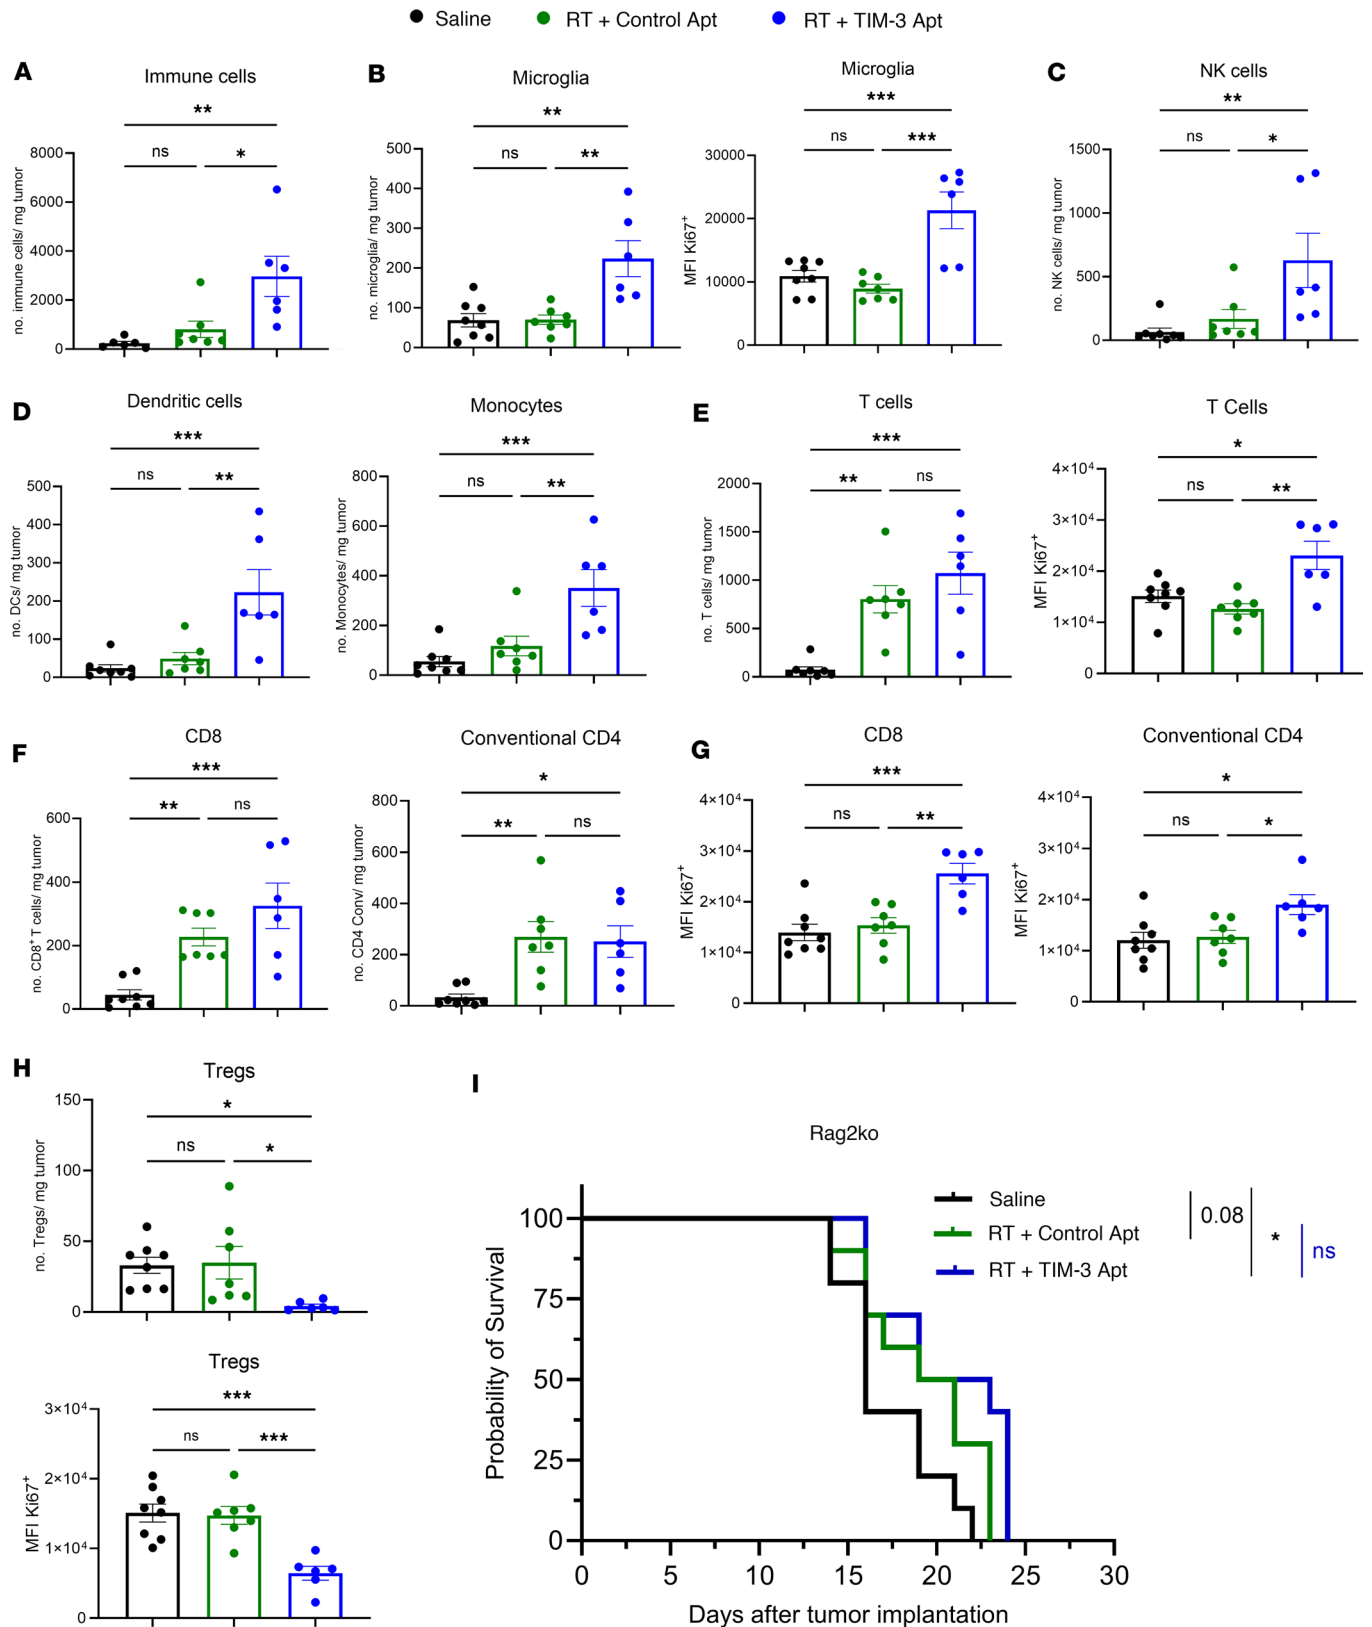 Saline RT + Control Apt RT + TIM-3 Apt
A Immune cells
**
ns *
no. immune cells/ mg tumor
8000
6000
4000
2000
0
B Microglia
**
ns **
no. microglia/ mg tumor
500
400
300
200
100
0
Microglia
***
ns ***
MFI Ki67+
30000
20000
10000
0
C NK cells
**
ns *
no. NK cells/ mg tumor
1500
1000
500
0
D Dendritic cells
***
ns **
no. DCs/ mg tumor
500
400
300
200
100
0
Monocytes
***
ns **
no. Monocytes/ mg tumor
800
600
400
200
0
E T cells
***
** ns
no. T cells/ mg tumor
2000
1500
1000
500
0
T Cells
*
ns **
MFI Ki67+
4×10⁴
3×10⁴
2×10⁴
1×10⁴
0
F CD8
***
** ns
no. CD8+ T cells/ mg tumor
600
400
200
0
Conventional CD4
*
** ns
no. CD4 Conv/ mg tumor
800
600
400
200
0
G CD8
***
ns **
MFI Ki67+
4×10⁴
3×10⁴
2×10⁴
1×10⁴
0
Conventional CD4
*
ns *
MFI Ki67+
4×10⁴
3×10⁴
2×10⁴
1×10⁴
0
H Tregs
*
ns *
no. Tregs/ mg tumor
150
100
50
0
Tregs
***
ns ***
MFI Ki67+
3×10⁴
2×10⁴
1×10⁴
0
I
Rag2ko
Saline
RT + Control Apt
RT + TIM-3 Apt
0.08
*
ns
Probability of Survival
100
75
50
25
0
0 5 10 15 20 25 30
Days after tumor implantation